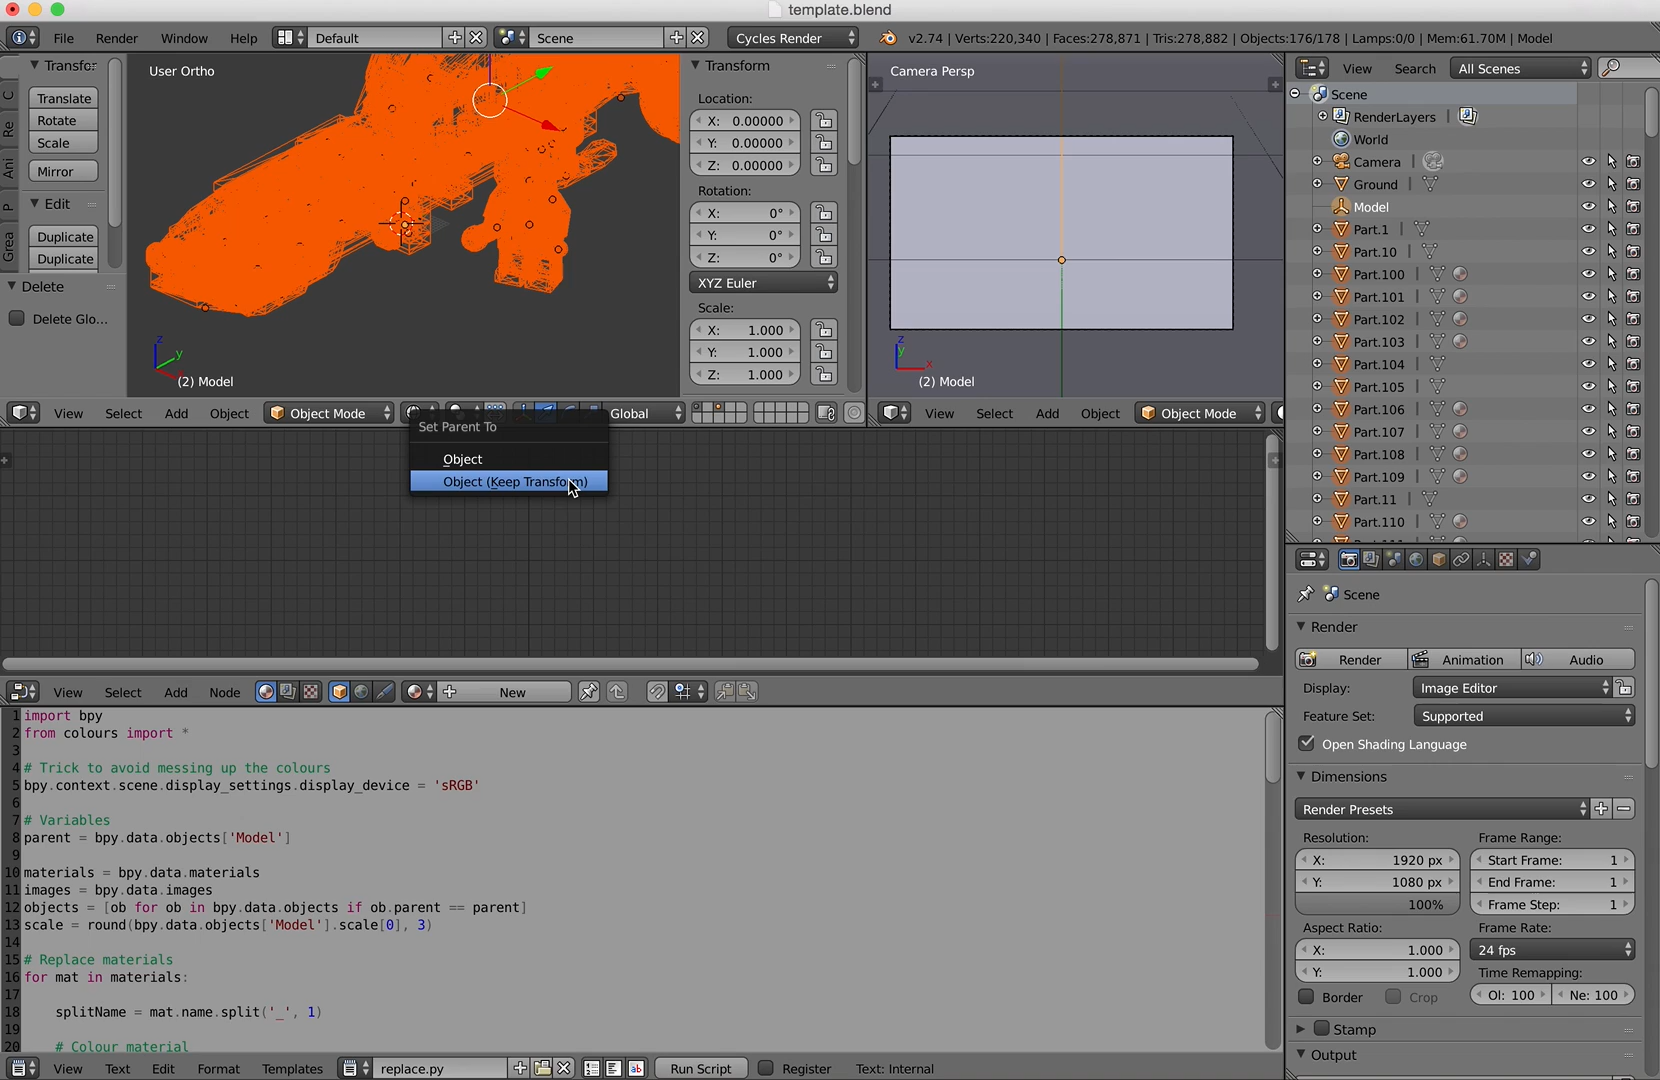 template.blend
File Render Window Help Default Scene Cycles Render v2.74 | Verts:220,340 | Faces:278,871 | Tris:278,882 | Objects:176/178 | Lamps:0/0 | Mem:61.70M | Model
Transfor
C
Re
Ani
P
Grea
Translate
Rotate
Scale
Mirror
Edit
Duplicate
Duplicate
Delete
Delete Glo...
User Ortho
z
y
(2) Model
Transform
Location:
X: 0.00000
Y: 0.00000
Z: 0.00000
Rotation:
X: 0°
Y: 0°
Z: 0°
XYZ Euler
Scale:
X: 1.000
Y: 1.000
Z: 1.000
Camera Persp
z
y
x
(2) Model
View Select Add Object Object Mode Global
View Select Add Object Object Mode
Set Parent To
Object
Object (Keep Transform)
View Select Add Node New
1 import bpy
2 from colours import *
3
4 # Trick to avoid messing up the colours
5 bpy.context.scene.display_settings.display_device = 'sRGB'
6
7 # Variables
8 parent = bpy.data.objects['Model']
9
10 materials = bpy.data.materials
11 images = bpy.data.images
12 objects = [ob for ob in bpy.data.objects if ob.parent == parent]
13 scale = round(bpy.data.objects['Model'].scale[0], 3)
14
15 # Replace materials
16 for mat in materials:
17
18 splitName = mat.name.split('_', 1)
19
20 # Colour material
View Text Edit Format Templates replace.py Run Script Register Text: Internal
View Search All Scenes
Scene
RenderLayers |
World
Camera |
Ground |
Model
Part.1 |
Part.10 |
Part.100 |
Part.101 |
Part.102 |
Part.103 |
Part.104 |
Part.105 |
Part.106 |
Part.107 |
Part.108 |
Part.109 |
Part.11 |
Part.110 |
Scene
Render
Render Animation Audio
Display: Image Editor
Feature Set: Supported
Open Shading Language
Dimensions
Render Presets
Resolution: Frame Range:
X: 1920 px Start Frame: 1
Y: 1080 px End Frame: 1
100% Frame Step: 1
Aspect Ratio: Frame Rate:
X: 1.000 24 fps
Y: 1.000 Time Remapping:
Border Crop Ol: 100 Ne: 100
Stamp
Output